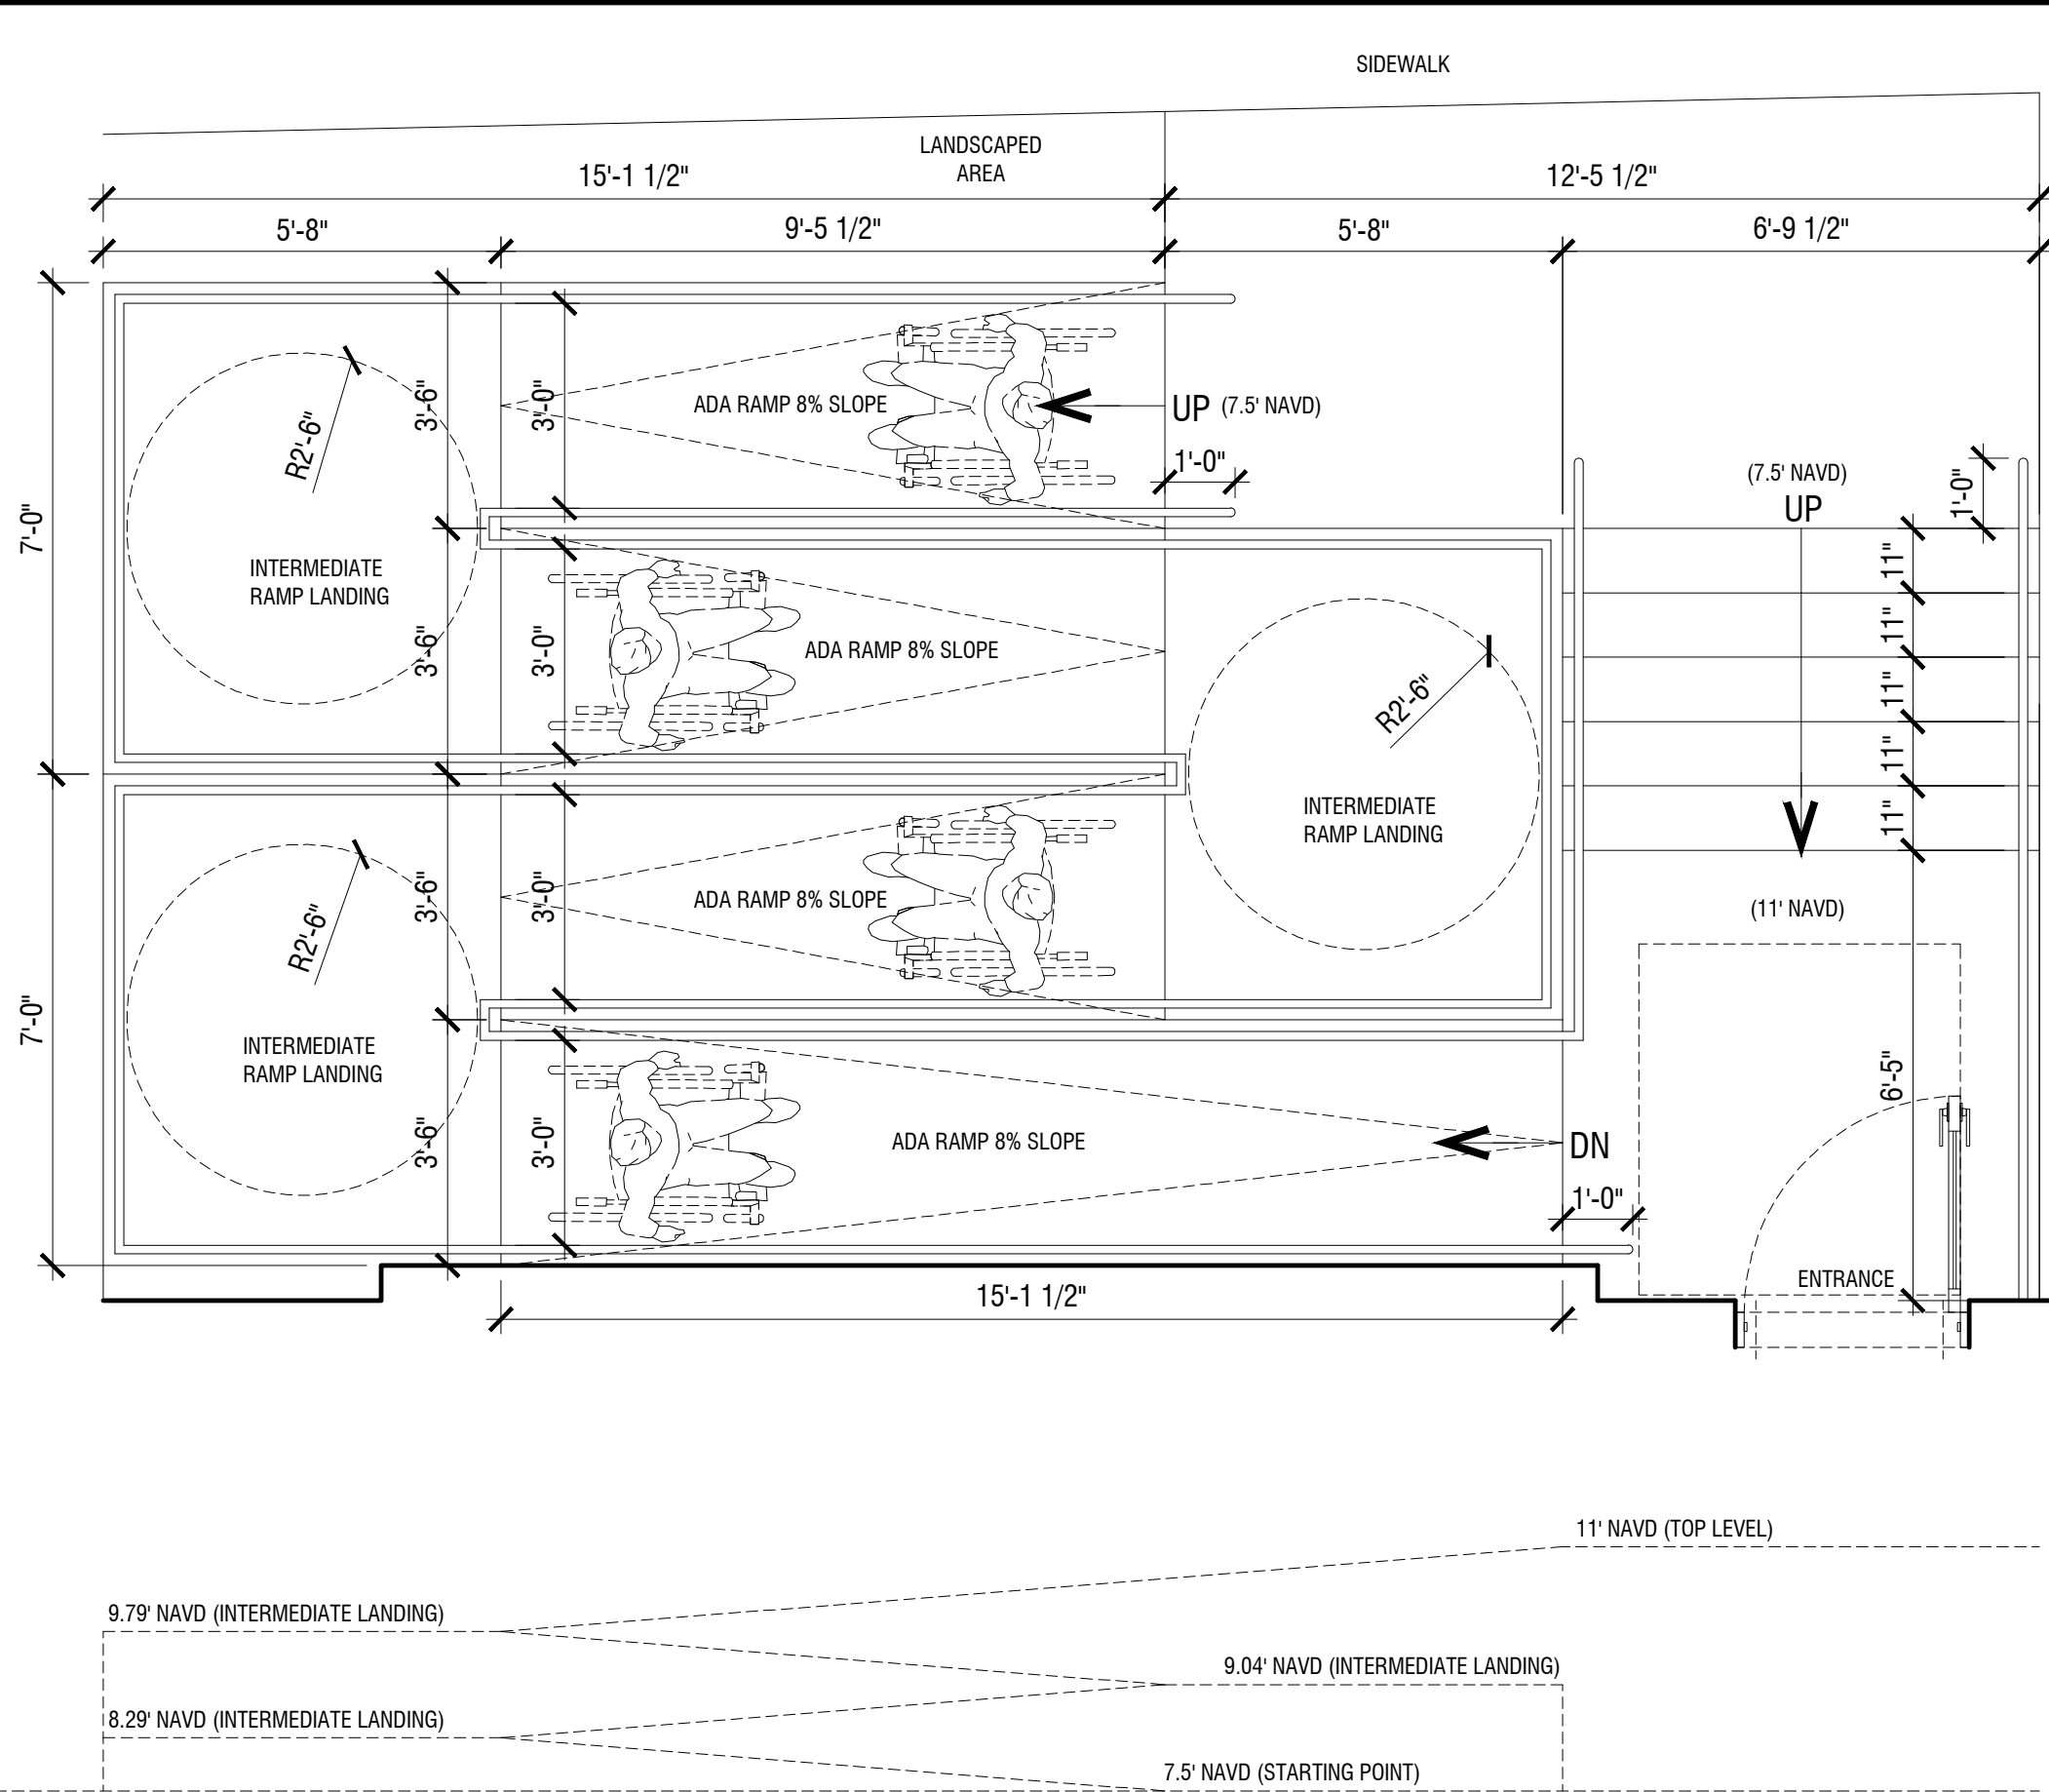 SIDEWALK
LANDSCAPED
AREA
15'-1 1/2"
12'-5 1/2"
5'-8"
9'-5 1/2"
5'-8"
6'-9 1/2"
R2'-6"
3'-6"
3'-0"
ADA RAMP 8% SLOPE
UP (7.5' NAVD)
1'-0"
(7.5' NAVD)
UP
1'-0"
7'-0"
INTERMEDIATE
RAMP LANDING
3'-6"
3'-0"
ADA RAMP 8% SLOPE
R2'-6"
11"
11"
11"
11"
11"
INTERMEDIATE
RAMP LANDING
R2'-6"
3'-6"
3'-0"
ADA RAMP 8% SLOPE
(11' NAVD)
7'-0"
INTERMEDIATE
RAMP LANDING
3'-6"
3'-0"
ADA RAMP 8% SLOPE
DN
1'-0"
6'-5"
ENTRANCE
15'-1 1/2"
11' NAVD (TOP LEVEL)
9.79' NAVD (INTERMEDIATE LANDING)
9.04' NAVD (INTERMEDIATE LANDING)
8.29' NAVD (INTERMEDIATE LANDING)
7.5' NAVD (STARTING POINT)